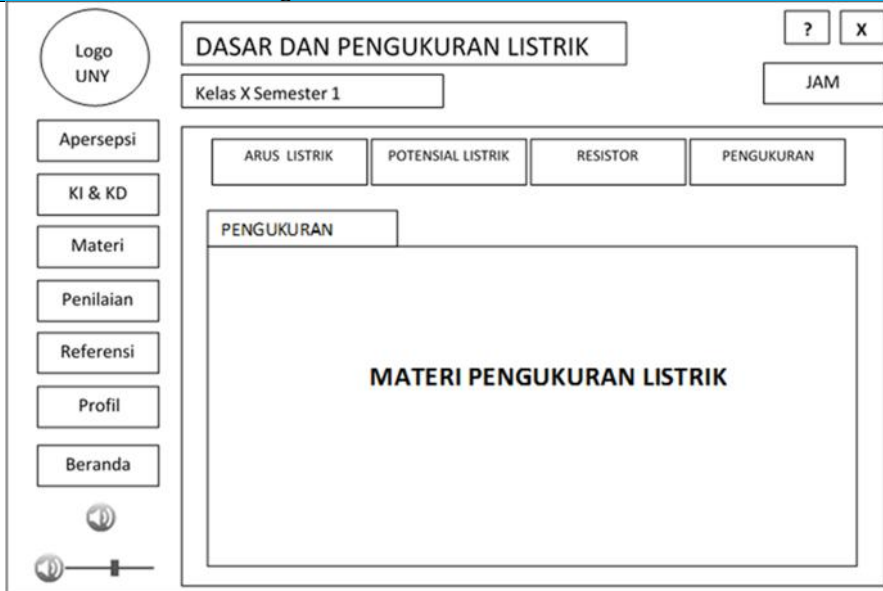 Logo
UNY
DASAR DAN PENGUKURAN LISTRIK
?
X
Kelas X Semester 1
JAM
Apersepsi
KI & KD
Materi
Penilaian
Referensi
Profil
Beranda
ARUS LISTRIK
POTENSIAL LISTRIK
RESISTOR
PENGUKURAN
PENGUKURAN
MATERI PENGUKURAN LISTRIK